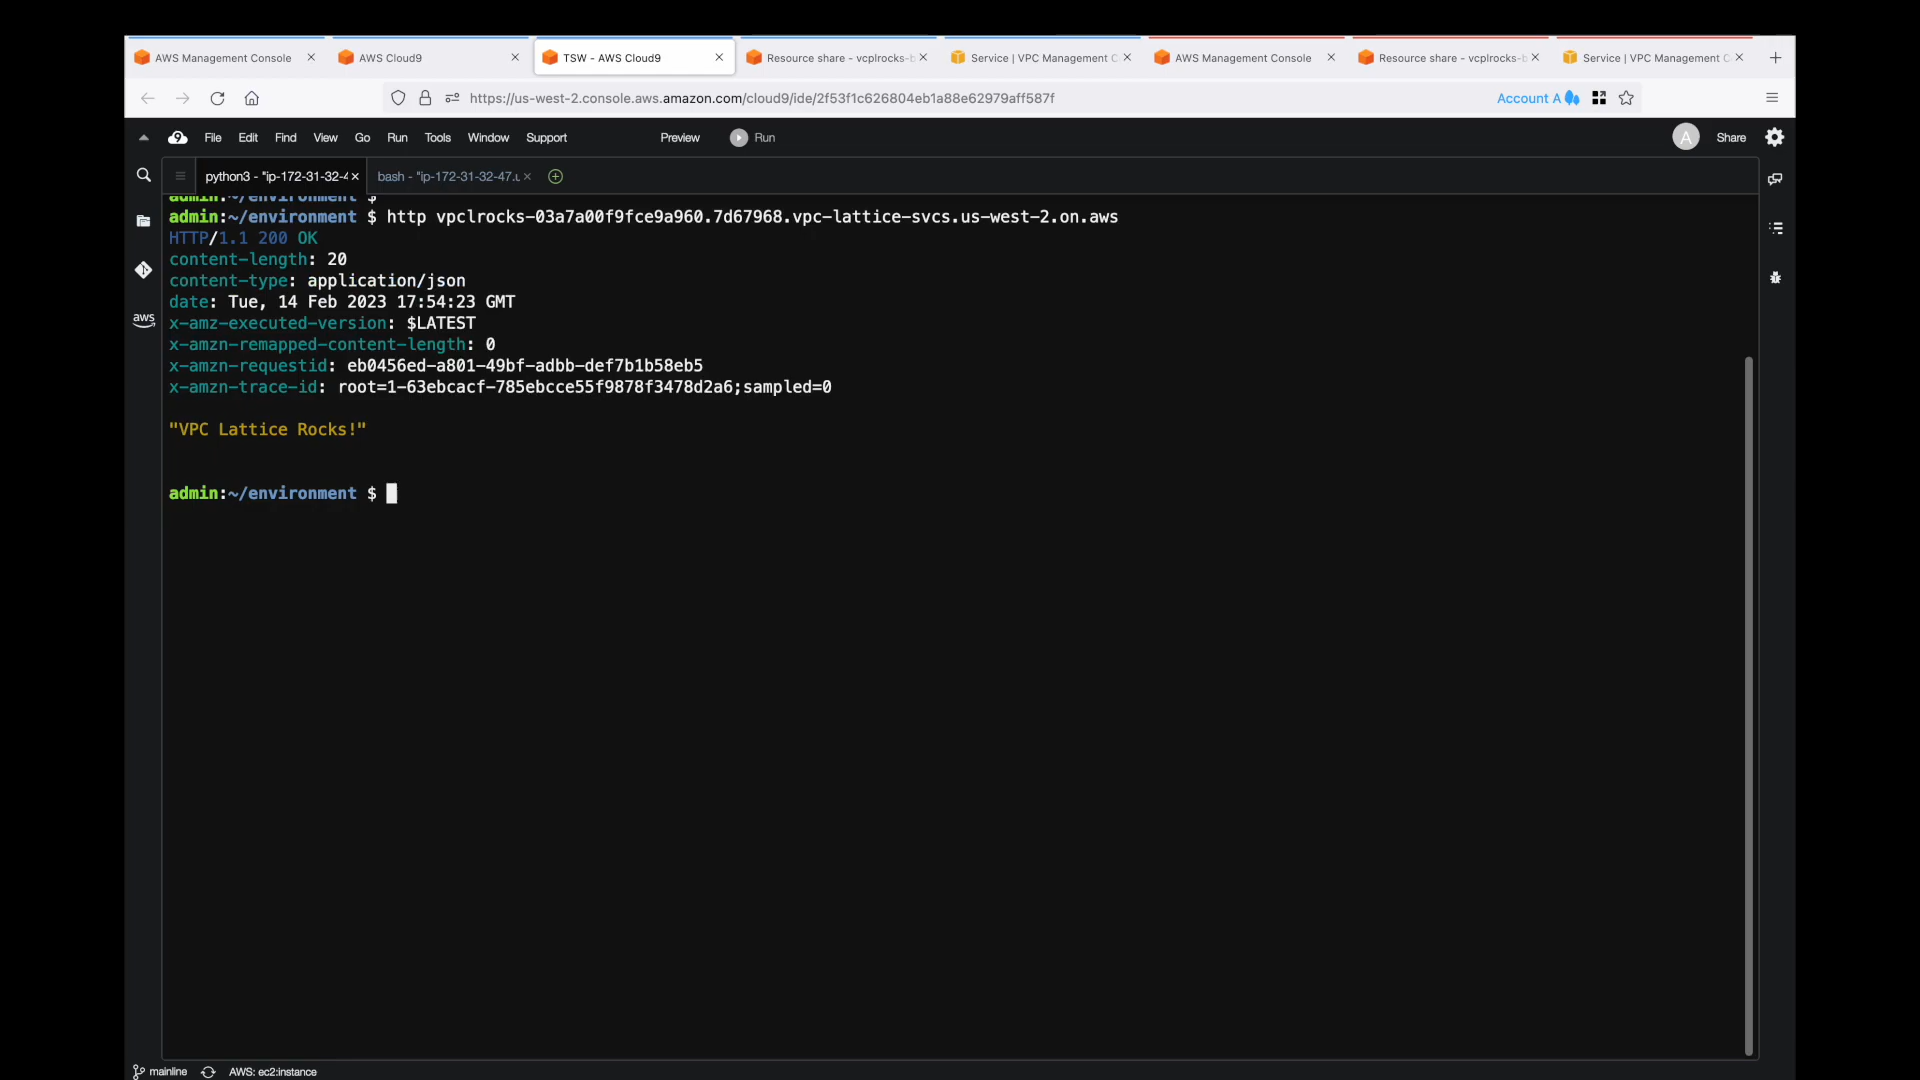 AWS Management Console
AWS Cloud9
TSW - AWS Cloud9
Resource share - vcplrocks-b
Service | VPC Management C
AWS Management Console
Resource share - vcplrocks-b
Service | VPC Management C
https://us-west-2.console.aws.amazon.com/cloud9/ide/2f53f1c626804eb1a88e62979aff587f
Account A
File Edit Find View Go Run Tools Window Support Preview Run A Share
python3 - "ip-172-31-32-4
bash - "ip-172-31-32-47.u
admin:~/environment $
admin:~/environment $ http vpclrocks-03a7a00f9fce9a960.7d67968.vpc-lattice-svcs.us-west-2.on.aws
HTTP/1.1 200 OK
content-length: 20
content-type: application/json
date: Tue, 14 Feb 2023 17:54:23 GMT
aws
x-amz-executed-version: $LATEST
x-amzn-remapped-content-length: 0
x-amzn-requestid: eb0456ed-a801-49bf-adbb-def7b1b58eb5
x-amzn-trace-id: root=1-63ebcacf-785ebcce55f9878f3478d2a6;sampled=0
"VPC Lattice Rocks!"
admin:~/environment $
mainline AWS: ec2:instance